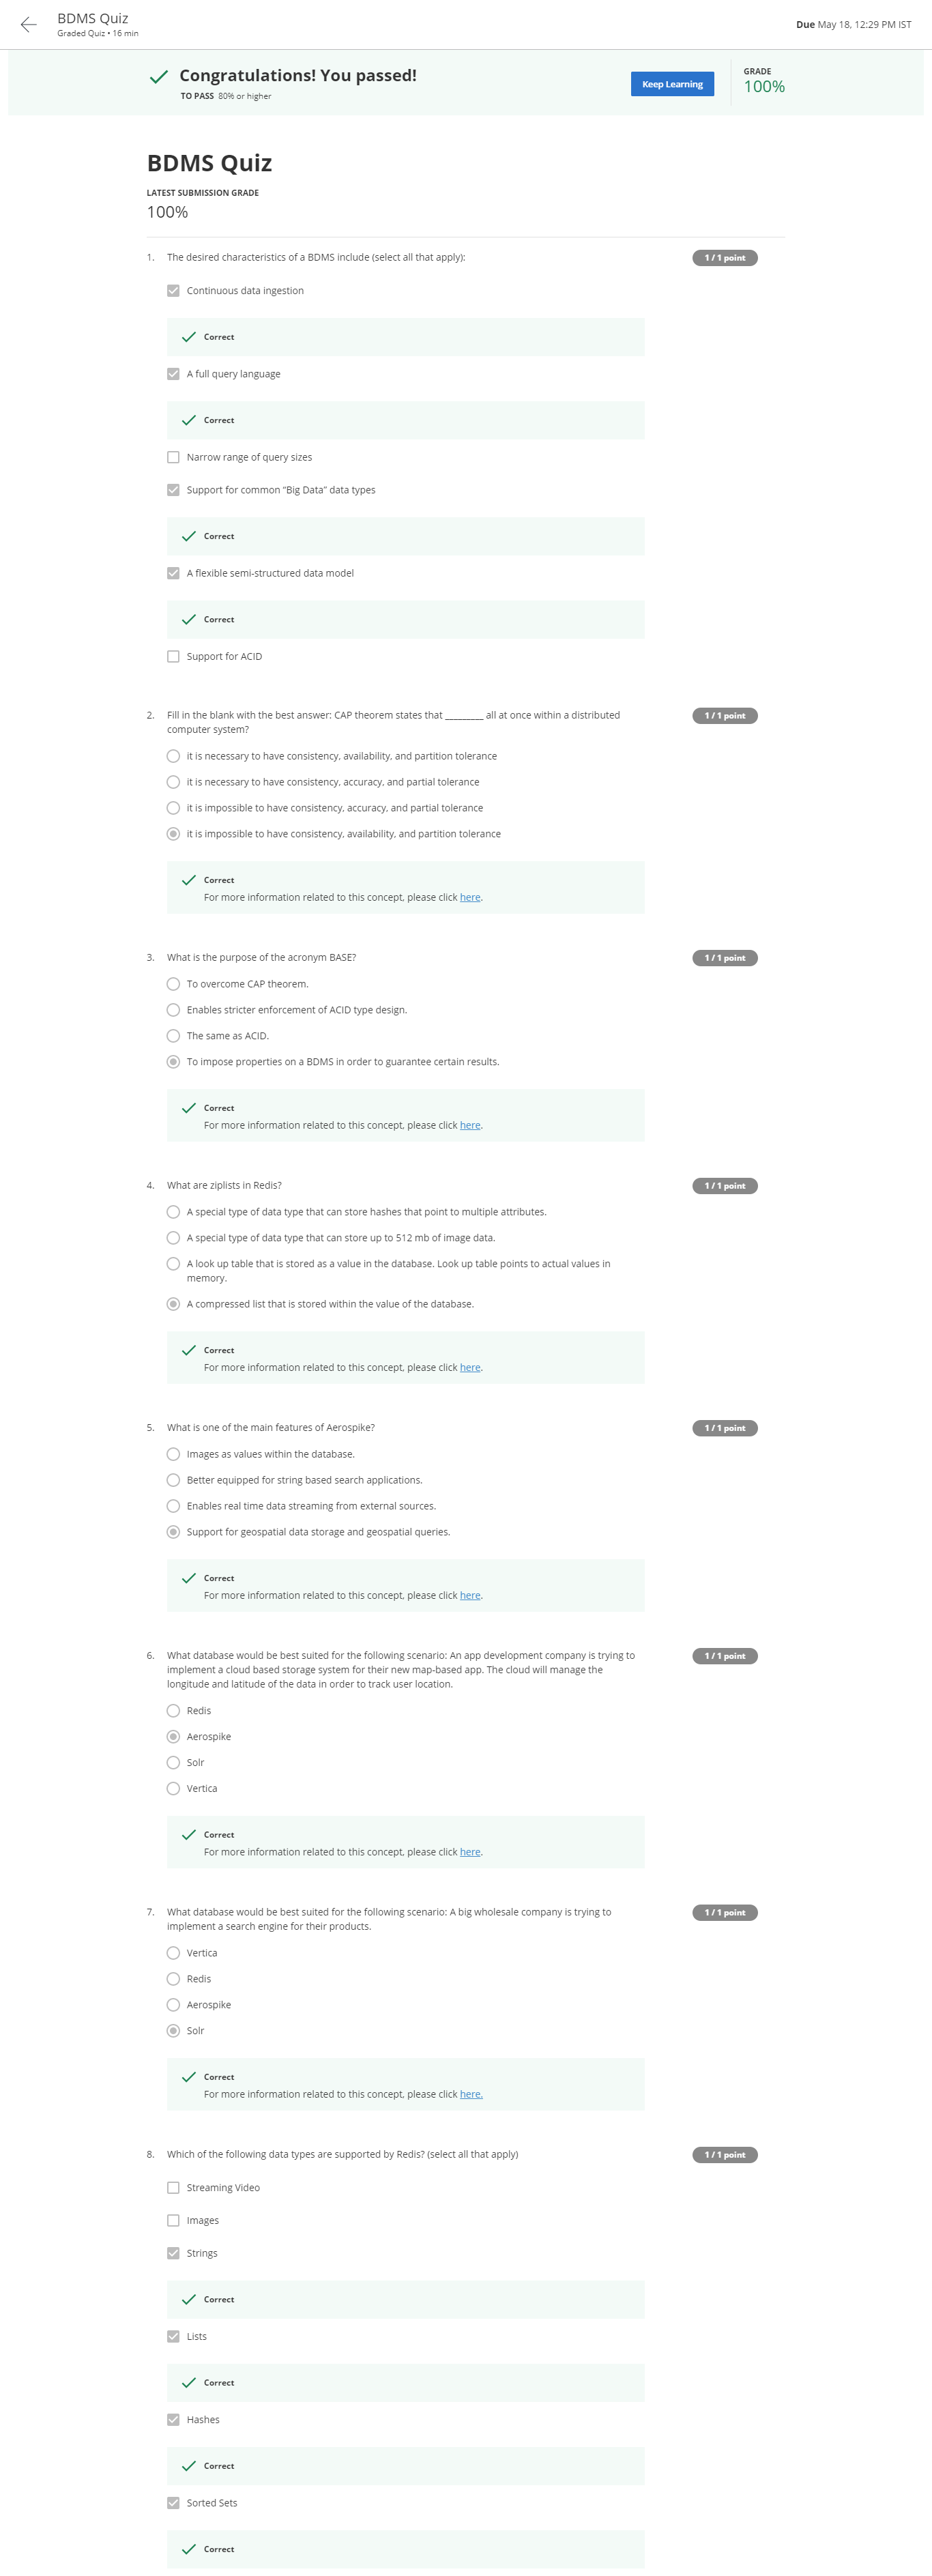 BDMS Quiz
Graded Quiz • 16 min
Due May 18, 12:29 PM IST
Congratulations! You passed!
TO PASS 80% or higher
Keep Learning
GRADE
100%
BDMS Quiz
LATEST SUBMISSION GRADE
100%
1. The desired characteristics of a BDMS include (select all that apply):
1 / 1 point
Continuous data ingestion
Correct
A full query language
Correct
Narrow range of query sizes
Support for common “Big Data” data types
Correct
A flexible semi-structured data model
Correct
Support for ACID
2. Fill in the blank with the best answer: CAP theorem states that _________ all at once within a distributed
computer system?
1 / 1 point
it is necessary to have consistency, availability, and partition tolerance
it is necessary to have consistency, accuracy, and partial tolerance
it is impossible to have consistency, accuracy, and partial tolerance
it is impossible to have consistency, availability, and partition tolerance
Correct
For more information related to this concept, please click here.
3. What is the purpose of the acronym BASE?
1 / 1 point
To overcome CAP theorem.
Enables stricter enforcement of ACID type design.
The same as ACID.
To impose properties on a BDMS in order to guarantee certain results.
Correct
For more information related to this concept, please click here.
4. What are ziplists in Redis?
1 / 1 point
A special type of data type that can store hashes that point to multiple attributes.
A special type of data type that can store up to 512 mb of image data.
A look up table that is stored as a value in the database. Look up table points to actual values in
memory.
A compressed list that is stored within the value of the database.
Correct
For more information related to this concept, please click here.
5. What is one of the main features of Aerospike?
1 / 1 point
Images as values within the database.
Better equipped for string based search applications.
Enables real time data streaming from external sources.
Support for geospatial data storage and geospatial queries.
Correct
For more information related to this concept, please click here.
6. What database would be best suited for the following scenario: An app development company is trying to
implement a cloud based storage system for their new map-based app. The cloud will manage the
longitude and latitude of the data in order to track user location.
1 / 1 point
Redis
Aerospike
Solr
Vertica
Correct
For more information related to this concept, please click here.
7. What database would be best suited for the following scenario: A big wholesale company is trying to
implement a search engine for their products.
1 / 1 point
Vertica
Redis
Aerospike
Solr
Correct
For more information related to this concept, please click here.
8. Which of the following data types are supported by Redis? (select all that apply)
1 / 1 point
Streaming Video
Images
Strings
Correct
Lists
Correct
Hashes
Correct
Sorted Sets
Correct